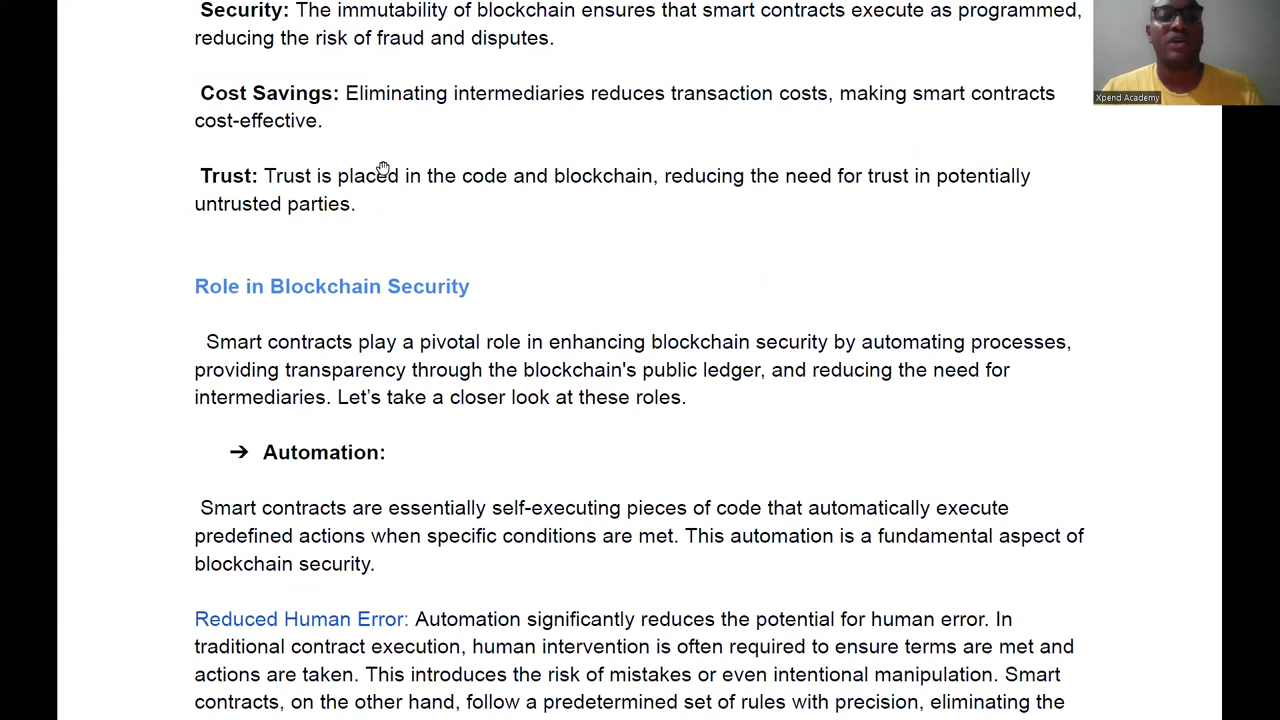 Security: The immutability of blockchain ensures that smart contracts execute as programmed,
reducing the risk of fraud and disputes.
Cost Savings: Eliminating intermediaries reduces transaction costs, making smart contracts
cost-effective.
Trust: Trust is placed in the code and blockchain, reducing the need for trust in potentially
untrusted parties.
Role in Blockchain Security
Smart contracts play a pivotal role in enhancing blockchain security by automating processes,
providing transparency through the blockchain's public ledger, and reducing the need for
intermediaries. Let’s take a closer look at these roles.
➔ Automation:
Smart contracts are essentially self-executing pieces of code that automatically execute
predefined actions when specific conditions are met. This automation is a fundamental aspect of
blockchain security.
Reduced Human Error: Automation significantly reduces the potential for human error. In
traditional contract execution, human intervention is often required to ensure terms are met and
actions are taken. This introduces the risk of mistakes or even intentional manipulation. Smart
contracts, on the other hand, follow a predetermined set of rules with precision, eliminating the
Xpend Academy